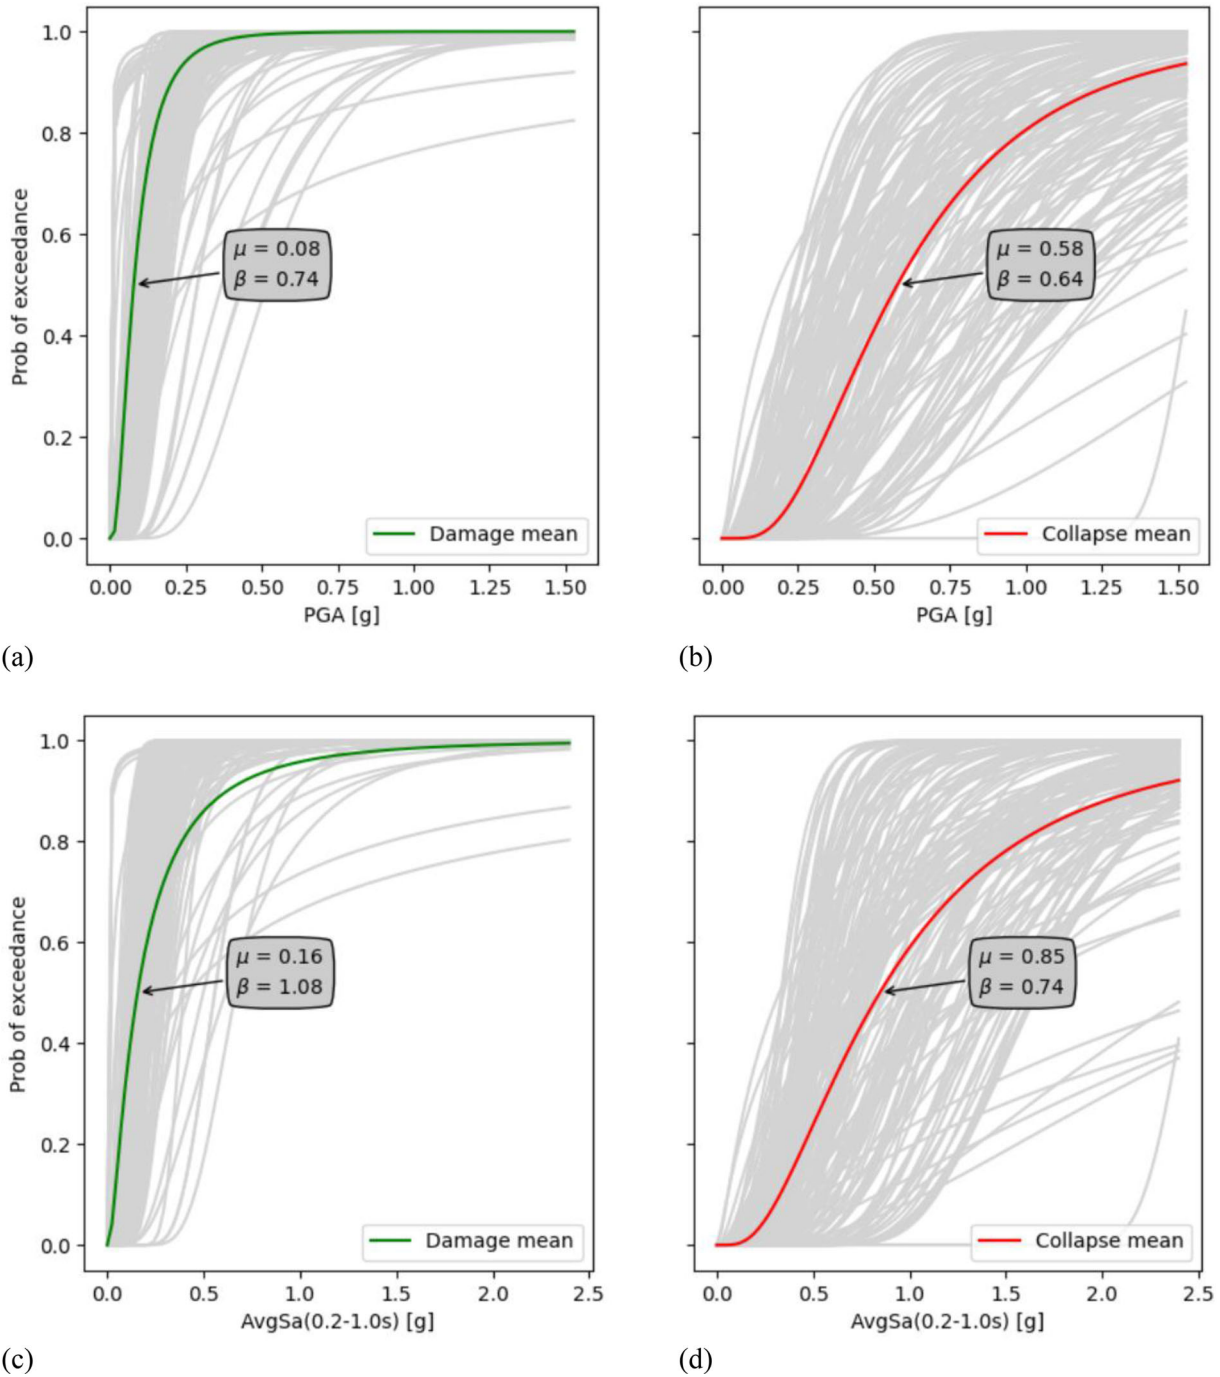 1.0
0.8
0.6
0.4
0.2
0.0
Prob of exceedance
μ = 0.08
β = 0.74
Damage mean
0.00 0.25 0.50 0.75 1.00 1.25 1.50
PGA [g]
(a)
μ = 0.58
β = 0.64
Collapse mean
0.00 0.25 0.50 0.75 1.00 1.25 1.50
PGA [g]
(b)
1.0
0.8
0.6
0.4
0.2
0.0
Prob of exceedance
μ = 0.16
β = 1.08
Damage mean
0.0 0.5 1.0 1.5 2.0 2.5
AvgSa(0.2-1.0s) [g]
(c)
μ = 0.85
β = 0.74
Collapse mean
0.0 0.5 1.0 1.5 2.0 2.5
AvgSa(0.2-1.0s) [g]
(d)